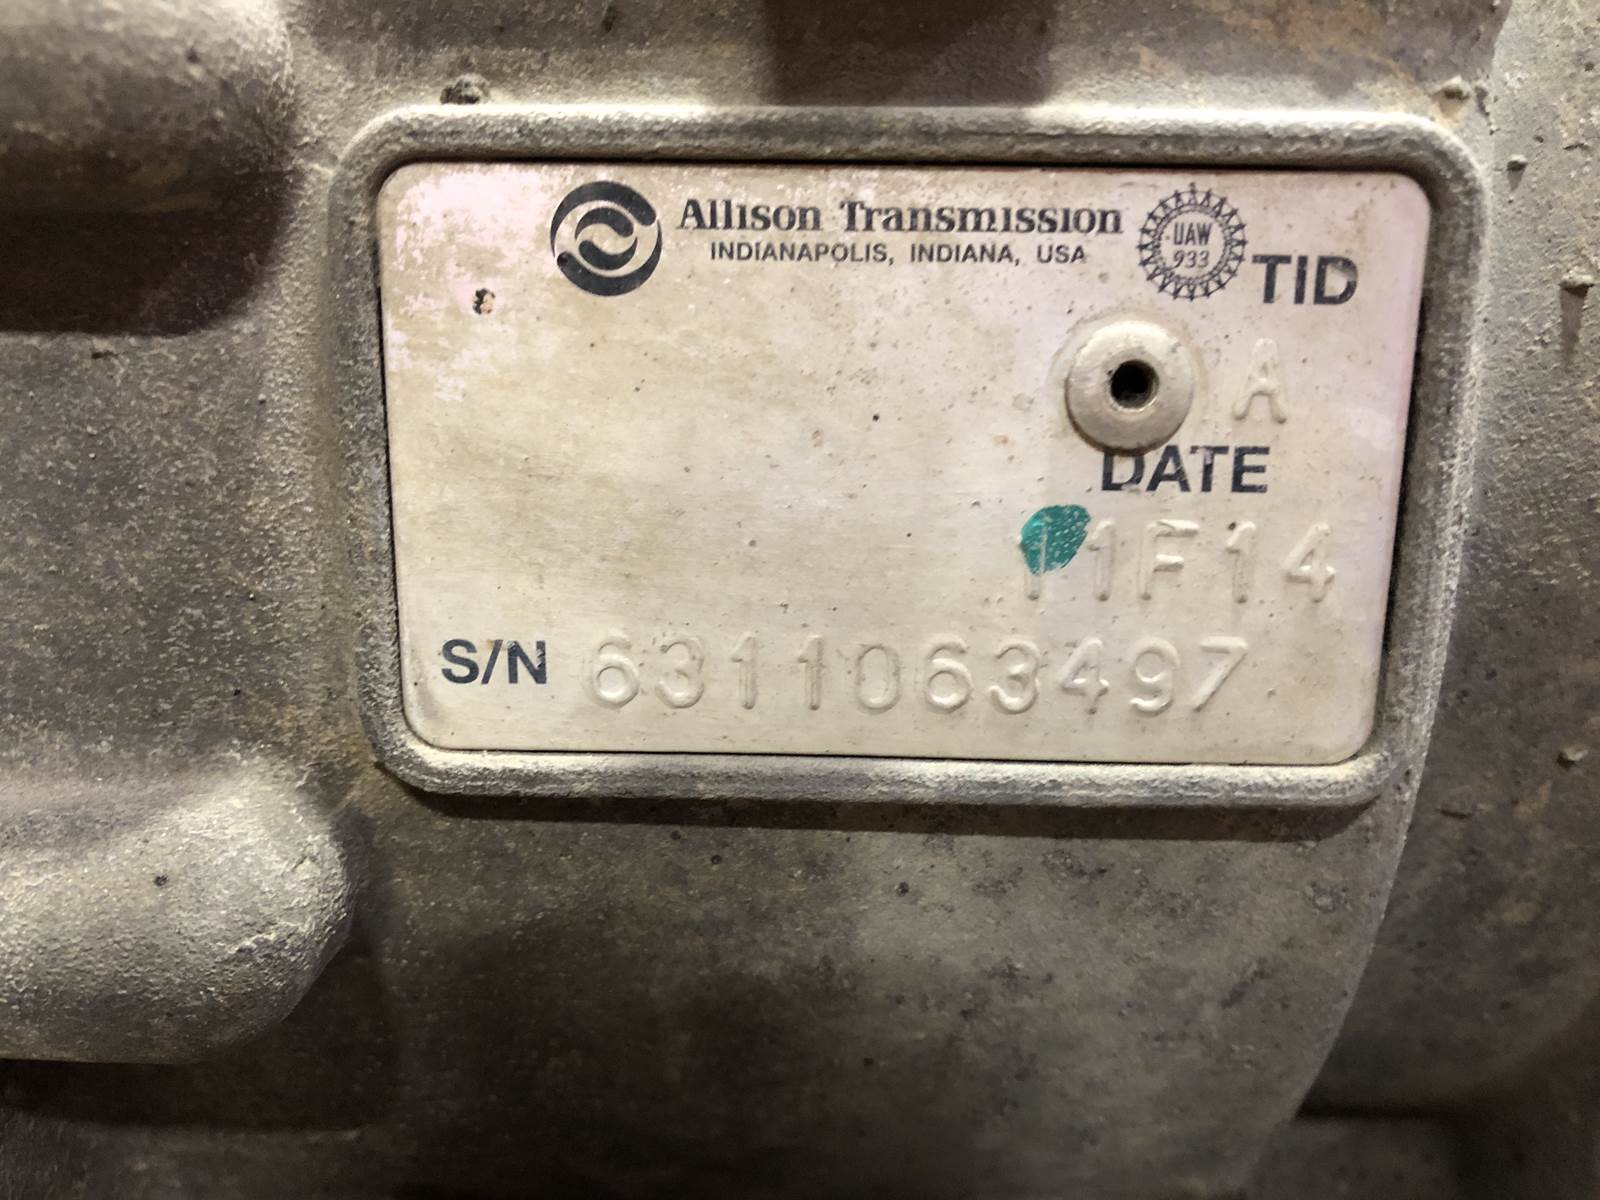 Allison Transmission
INDIANAPOLIS, INDIANA, USA
UAW
933
TID
A
DATE
11F14
S/N 6311063497